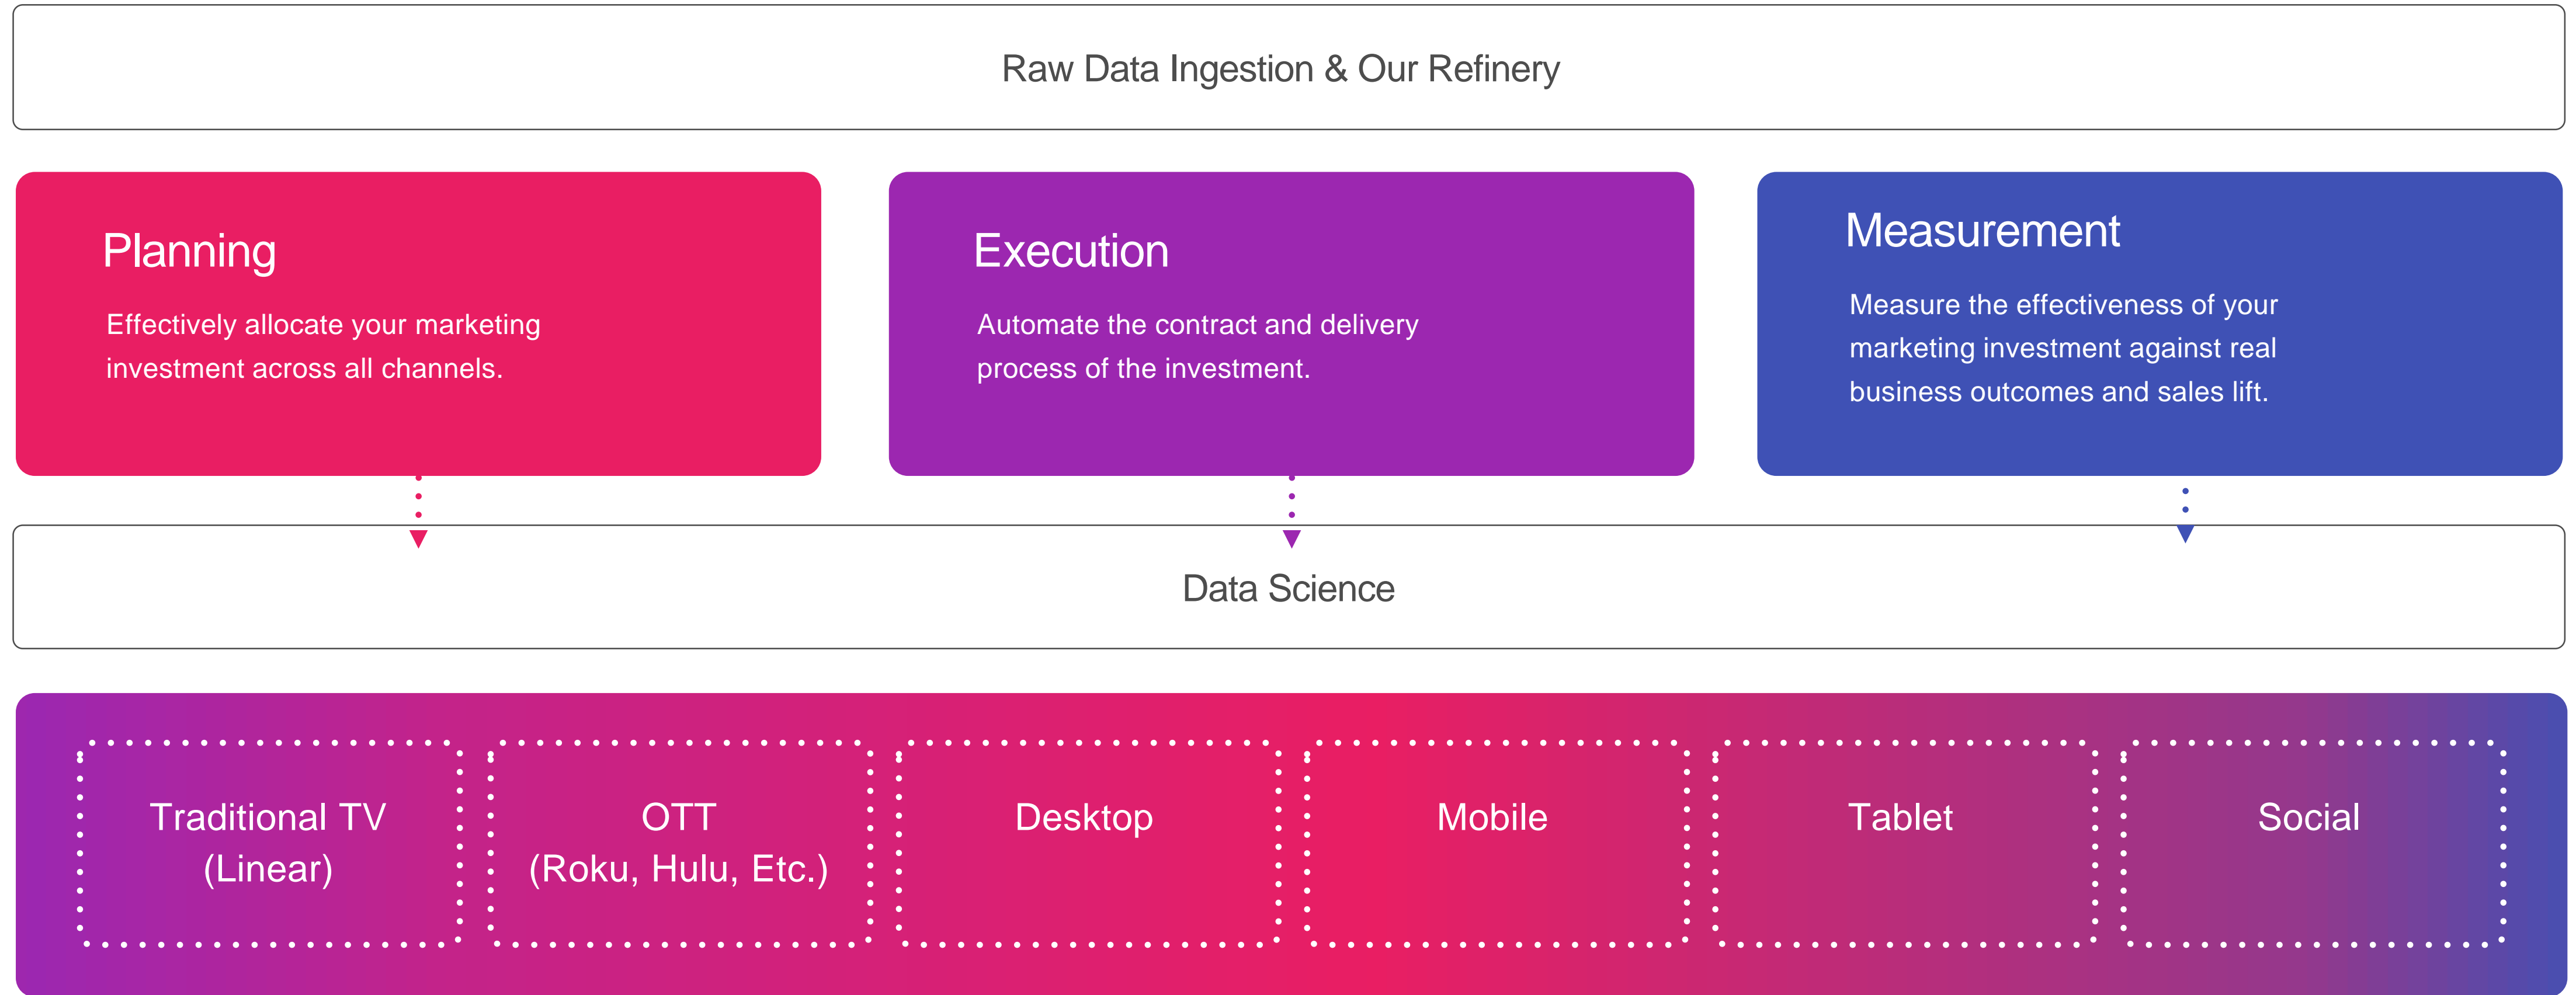 Raw Data Ingestion & Our Refinery
Planning
Effectively allocate your marketing
investment across all channels.
Execution
Automate the contract and delivery
process of the investment.
Measurement
Measure the effectiveness of your
marketing investment against real
business outcomes and sales lift.
Data Science
Traditional TV
(Linear)
OTT
(Roku, Hulu, Etc.)
Desktop
Mobile
Tablet
Social